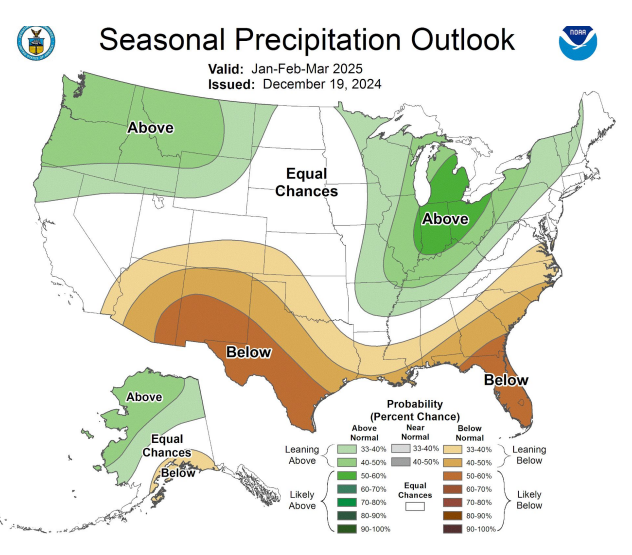 Seasonal Precipitation Outlook
NOAA
Valid: Jan-Feb-Mar 2025
Issued: December 19, 2024
Above
Equal
Chances
Above
Below
Below
Above
Equal
Chances
Below
Probability
(Percent Chance)
Above
Normal
Near
Normal
Below
Normal
Leaning
Above
33-40%
40-50%
33-40%
40-50%
33-40%
40-50%
Leaning
Below
Likely
Above
50-60%
60-70%
70-80%
80-90%
90-100%
Equal
Chances
50-60%
60-70%
70-80%
80-90%
90-100%
Likely
Below